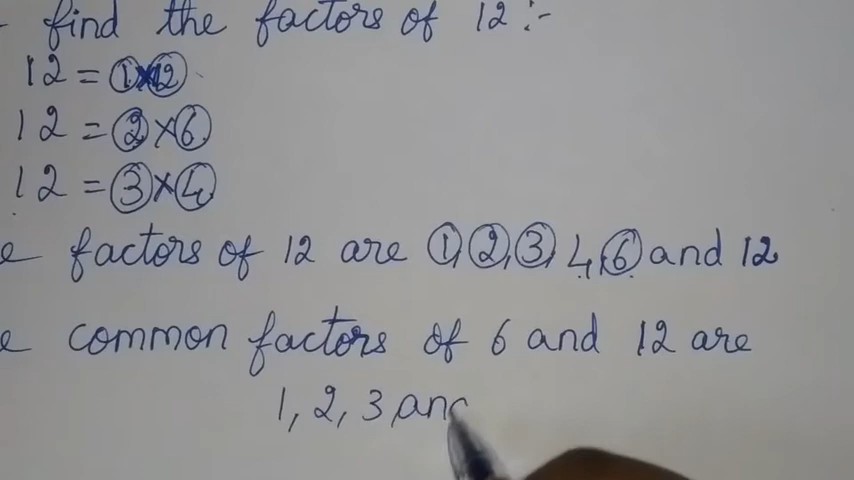 find the factors of 12 :-
12 = 1 x 12
12 = 2 x 6
12 = 3 x 4
factors of 12 are 1, 2, 3, 4, 6 and 12
common factors of 6 and 12 are
1, 2, 3, and